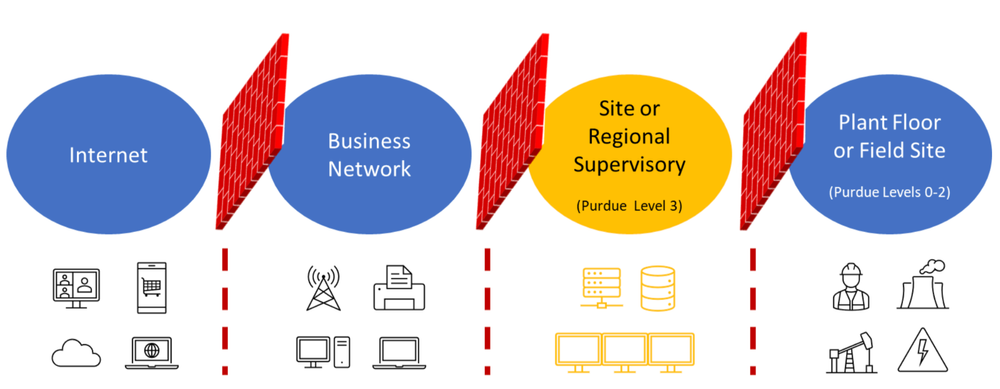 Internet
Business
Network
Site or
Regional
Supervisory
(Purdue Level 3)
Plant Floor
or Field Site
(Purdue Levels 0-2)